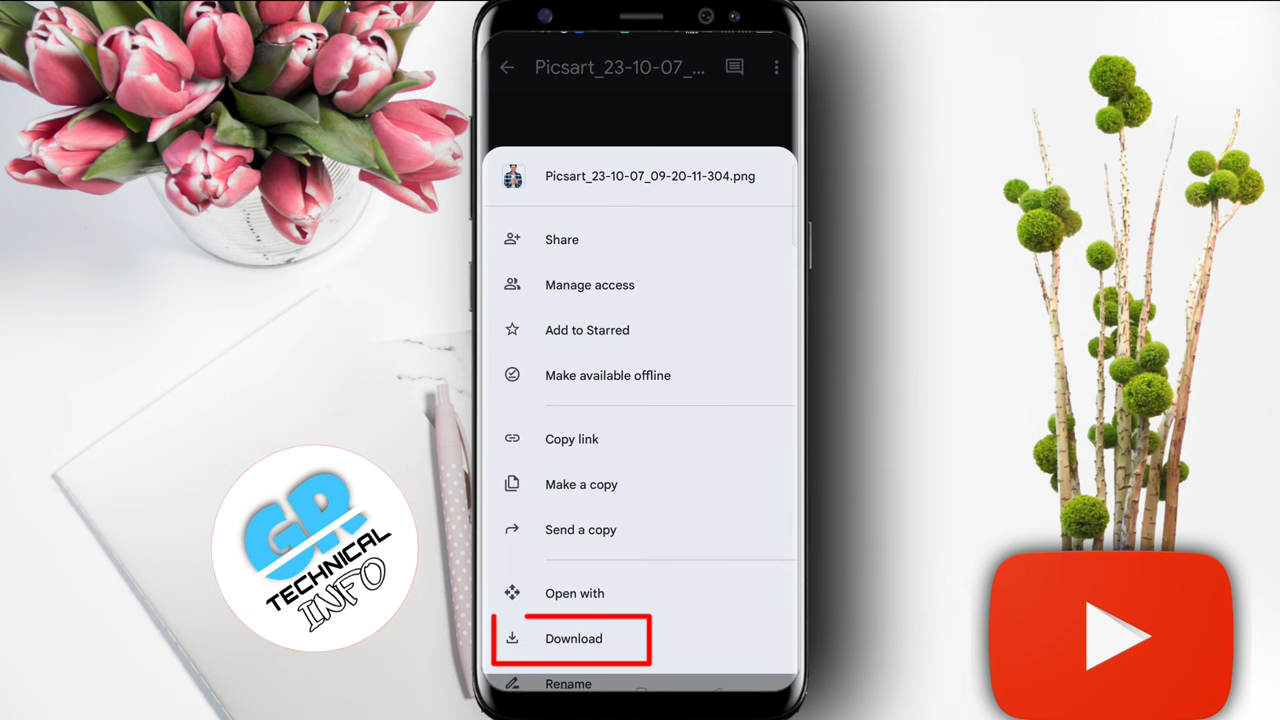 Picsart_23-10-07_...
Picsart_23-10-07_09-20-11-304.png
Share
Manage access
Add to Starred
Make available offline
Copy link
Make a copy
Send a copy
Open with
Download
Rename
GR
TECHNICAL
INFO